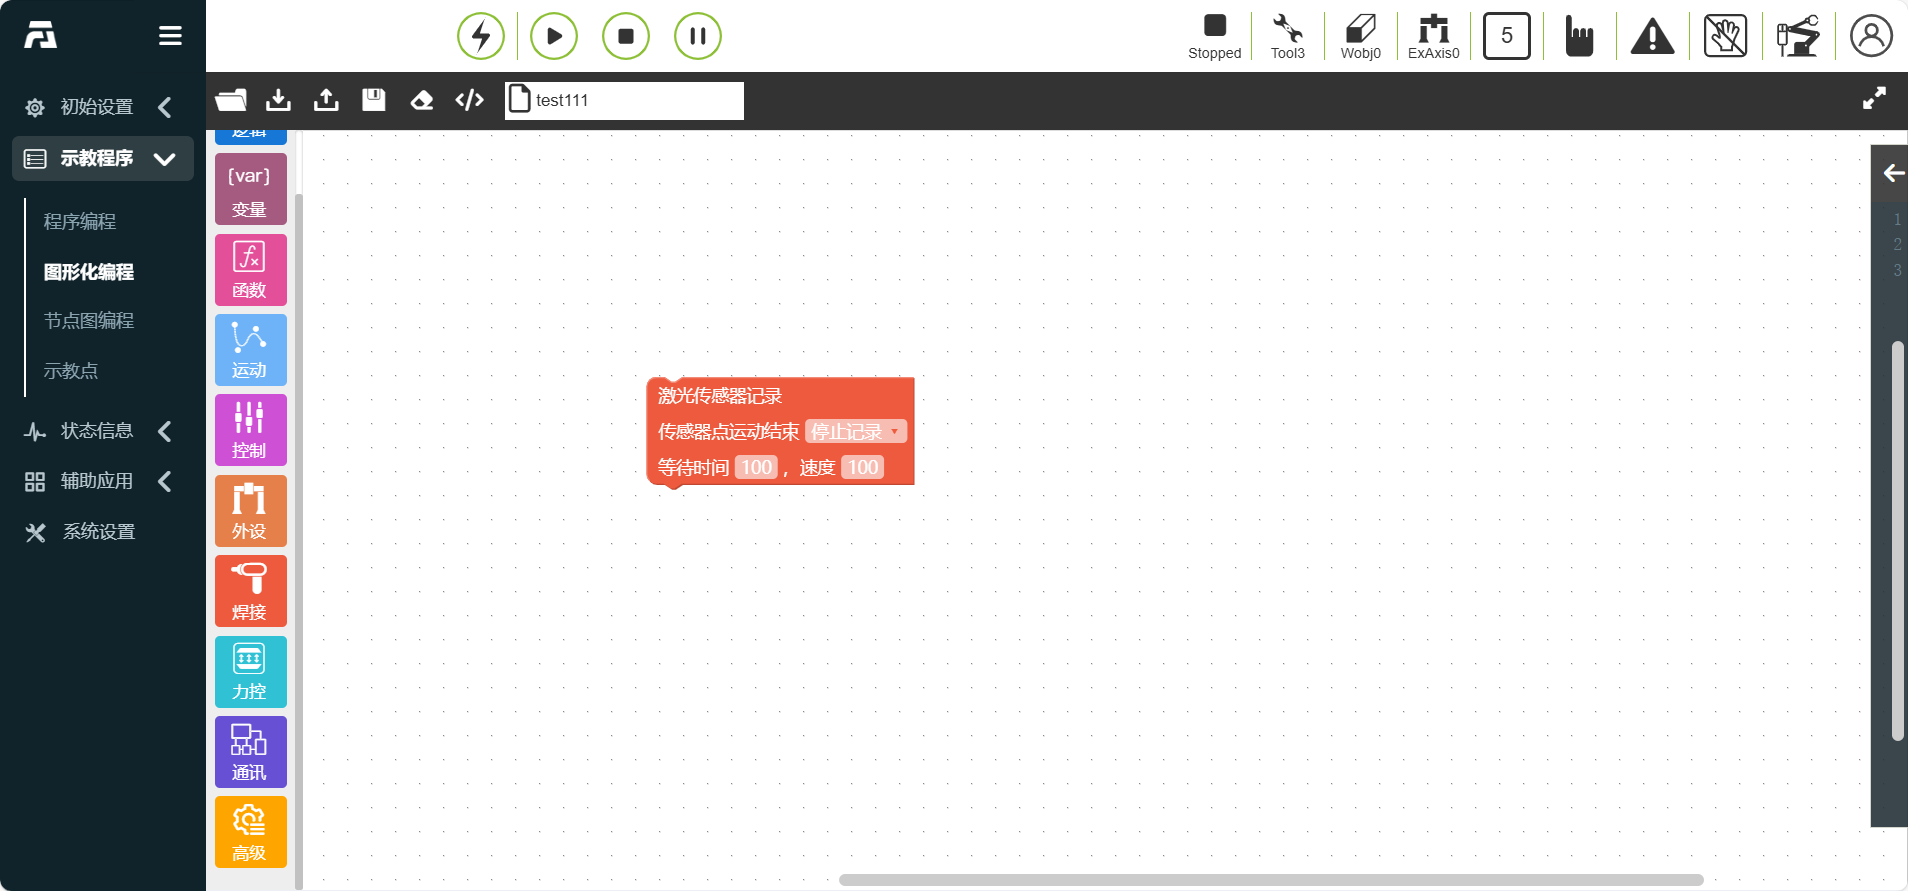 Stopped
Tool3
Wobj0
ExAxis0
5
test111
初始设置
示教程序
程序编程
图形化编程
节点图编程
示教点
状态信息
辅助应用
系统设置
逻辑
{var}
变量
函数
运动
控制
外设
焊接
力控
通讯
高级
激光传感器记录
传感器点运动结束 停止记录
等待时间 100 ，速度 100
1
2
3